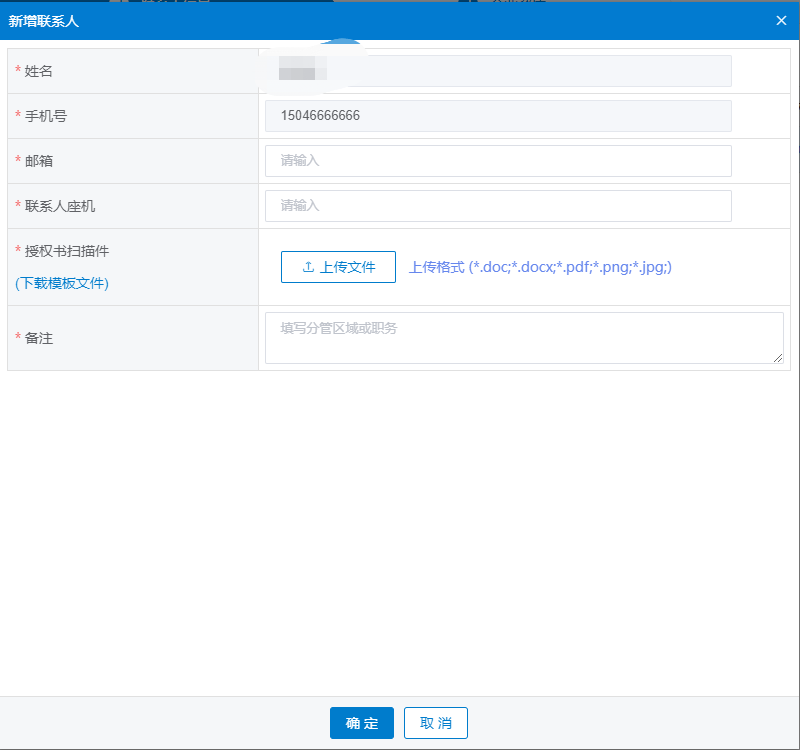 新增联系人
* 姓名
* 手机号 15046666666
* 邮箱 请输入
* 联系人座机 请输入
* 授权书扫描件
(下载模板文件)
上传文件 上传格式 (*.doc;*.docx;*.pdf;*.png;*.jpg;)
* 备注 填写分管区域或职务
确 定 取 消